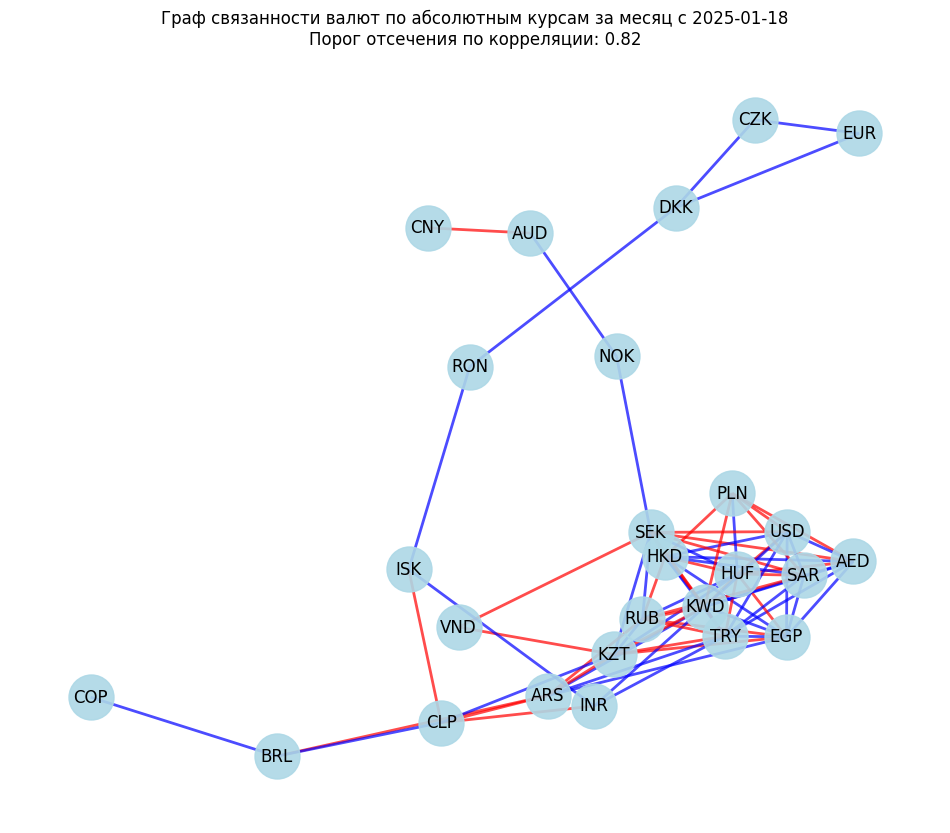 Граф связанности валют по абсолютным курсам за месяц с 2025-01-18
Порог отсечения по корреляции: 0.82
CZK
EUR
DKK
CNY
AUD
NOK
RON
PLN
SEK
USD
HKD
AED
HUF
SAR
ISK
KWD
RUB
VND
TRY
EGP
KZT
ARS
COP
INR
CLP
BRL